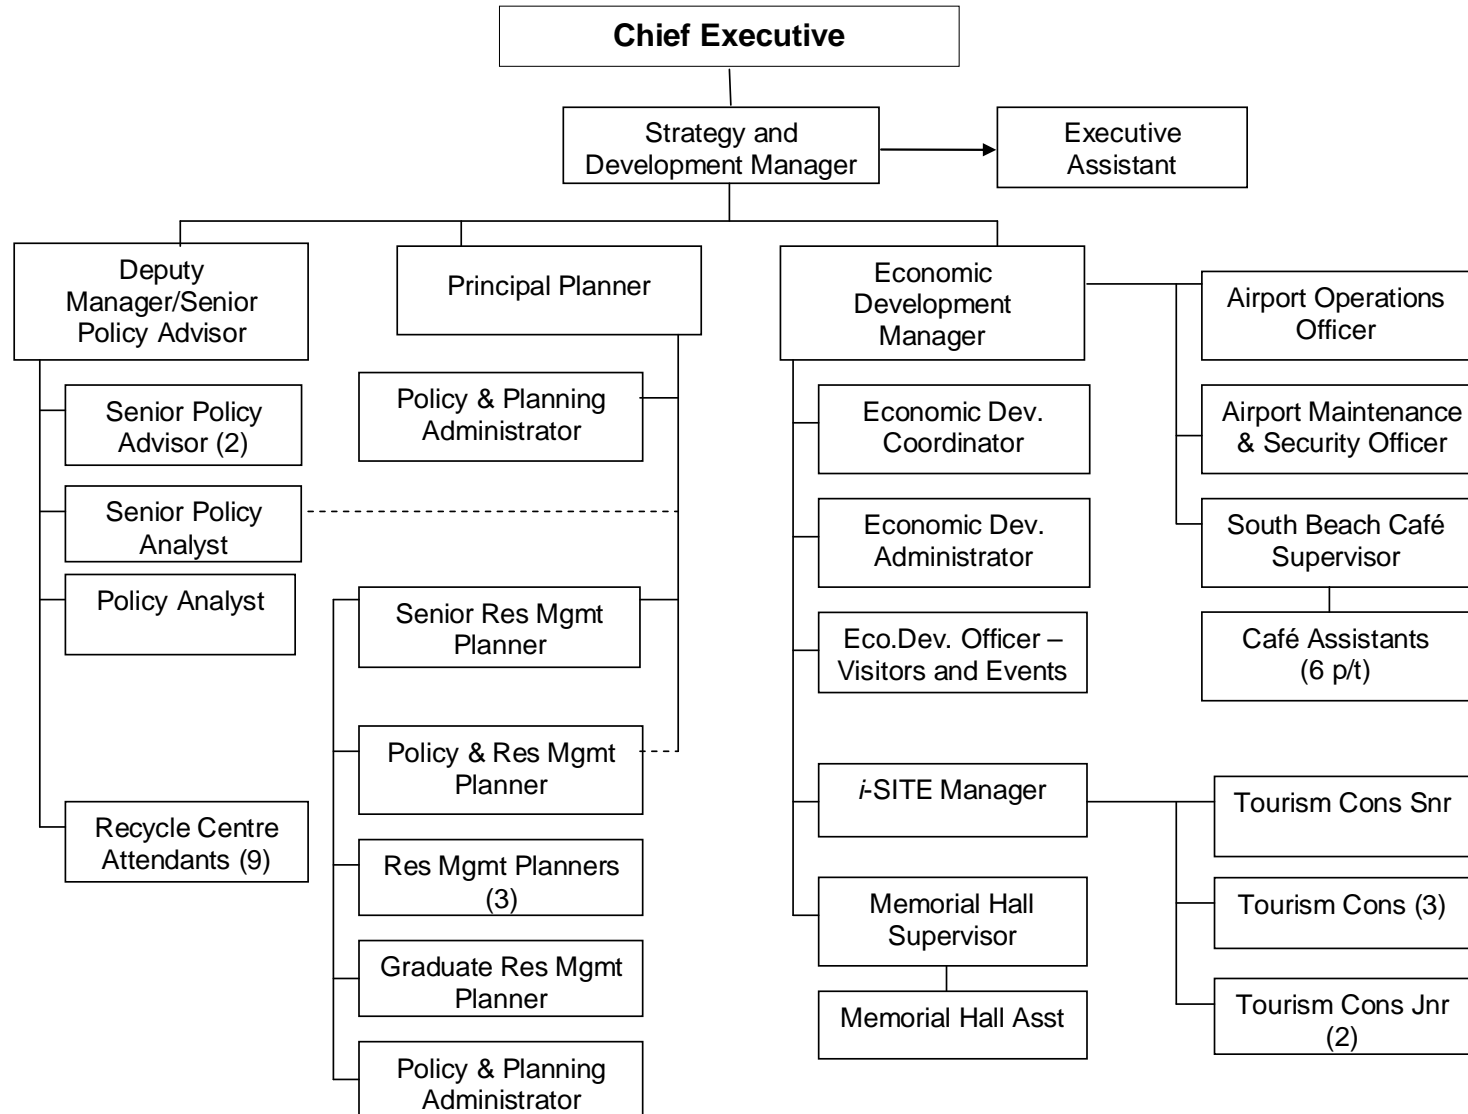 Chief Executive
Strategy and
Development Manager
Executive
Assistant
Deputy
Manager/Senior
Policy Advisor
Senior Policy
Advisor (2)
Senior Policy
Analyst
Policy Analyst
Recycle Centre
Attendants (9)
Principal Planner
Policy & Planning
Administrator
Senior Res Mgmt
Planner
Policy & Res Mgmt
Planner
Res Mgmt Planners
(3)
Graduate Res Mgmt
Planner
Policy & Planning
Administrator
Economic
Development
Manager
Economic Dev.
Coordinator
Economic Dev.
Administrator
Eco.Dev. Officer –
Visitors and Events
i-SITE Manager
Memorial Hall
Supervisor
Memorial Hall Asst
Airport Operations
Officer
Airport Maintenance
& Security Officer
South Beach Café
Supervisor
Café Assistants
(6 p/t)
Tourism Cons Snr
Tourism Cons (3)
Tourism Cons Jnr
(2)